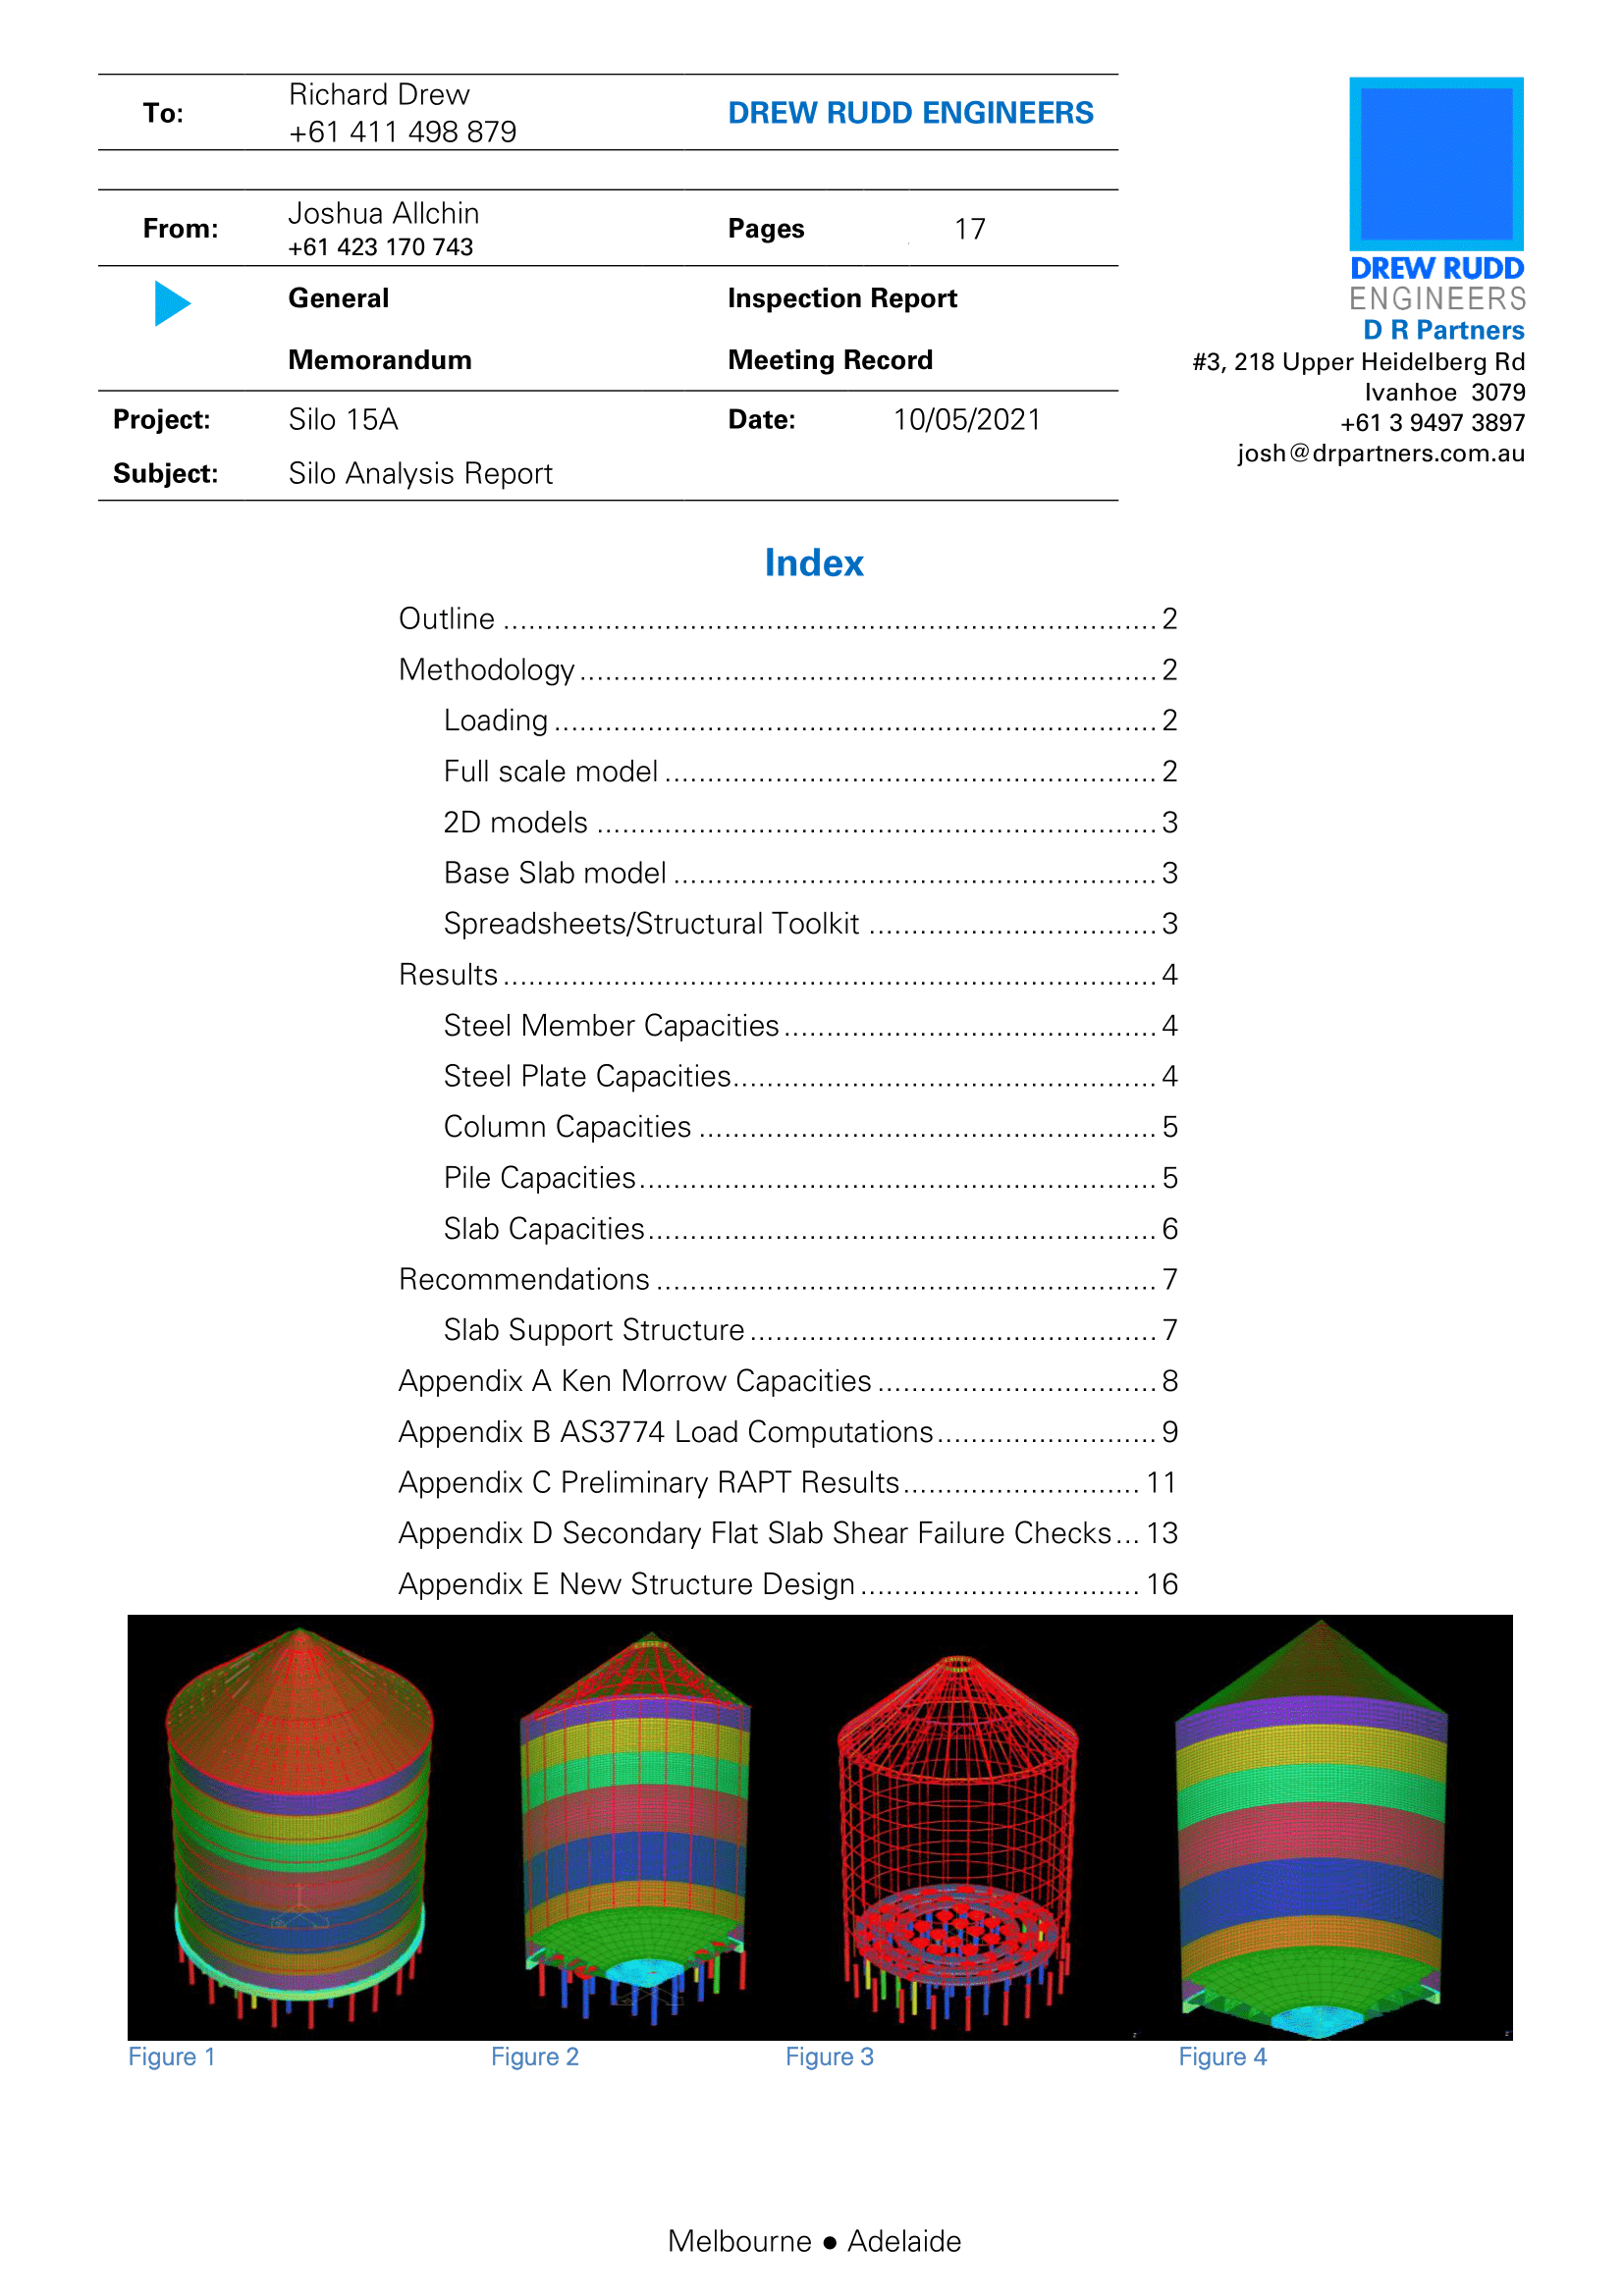 To:
Richard Drew
+61 411 498 879
DREW RUDD ENGINEERS
From:
Joshua Allchin
+61 423 170 743
Pages 17
General
Inspection Report
Memorandum
Meeting Record
Project: Silo 15A
Date: 10/05/2021
Subject: Silo Analysis Report
DREW RUDD
ENGINEERS
D R Partners
#3, 218 Upper Heidelberg Rd
Ivanhoe 3079
+61 3 9497 3897
josh@drpartners.com.au
Index
Outline ........ 2
Methodology ........ 2
Loading ........ 2
Full scale model ........ 2
2D models ........ 3
Base Slab model ........ 3
Spreadsheets/Structural Toolkit ........ 3
Results ........ 4
Steel Member Capacities ........ 4
Steel Plate Capacities ........ 4
Column Capacities ........ 5
Pile Capacities ........ 5
Slab Capacities ........ 6
Recommendations ........ 7
Slab Support Structure ........ 7
Appendix A Ken Morrow Capacities ........ 8
Appendix B AS3774 Load Computations ........ 9
Appendix C Preliminary RAPT Results ........ 11
Appendix D Secondary Flat Slab Shear Failure Checks ... 13
Appendix E New Structure Design ........ 16
Figure 1
Figure 2
Figure 3
Figure 4
Melbourne ● Adelaide